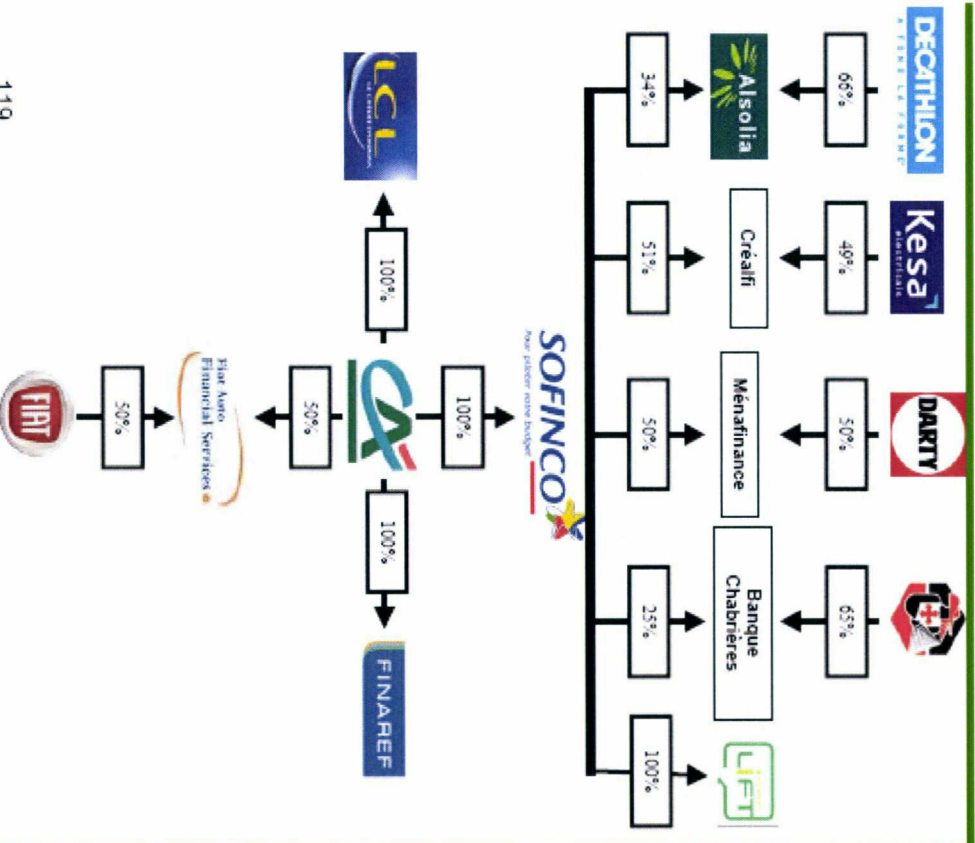 DECATHLON
A FOND LA FORME
Kesa
electricals
DARTY
66%
49%
50%
65%
Alsolia
Créalfi
Ménafinance
Banque
Chabrières
LIFT
34%
51%
50%
25%
100%
SOFINCO
Pour piloter votre budget
100%
LCL
100%
CA
100%
FINAREF
50%
Fiat Auto
Financial Services
50%
FIAT
119